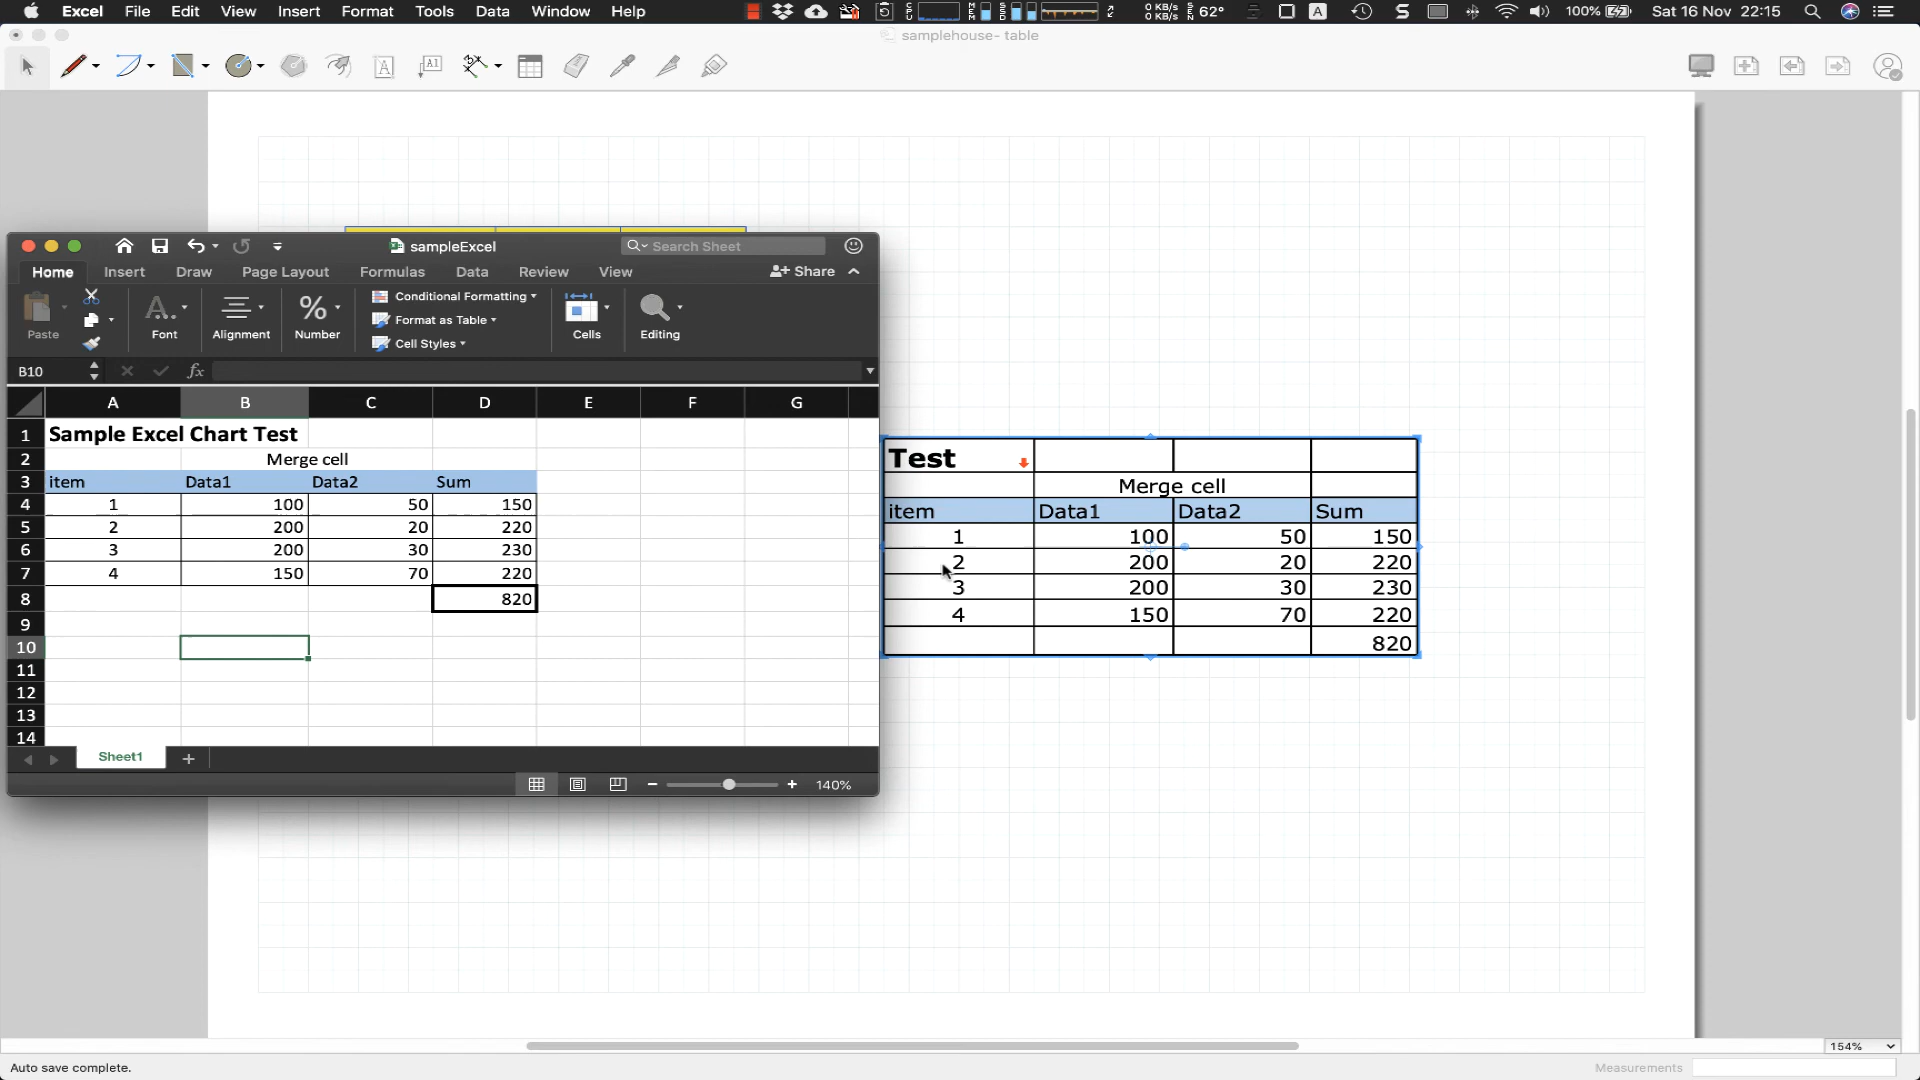 Excel File Edit View Insert Format Tools Data Window Help
0 KB/s
0 KB/s
62° A S 100% Sat 16 Nov 22:15
samplehouse- table
A AI
sampleExcel
Search Sheet
Home Insert Draw Page Layout Formulas Data Review View Share
Paste
Font
Alignment
% Number
Conditional Formatting
Format as Table
Cell Styles
Cells
Editing
B10 fx
A B C D E F G
1 Sample Excel Chart Test
2 Merge cell
3 item Data1 Data2 Sum
4 1 100 50 150
5 2 200 20 220
6 3 200 30 230
7 4 150 70 220
8 820
9
10
11
12
13
14
Sheet1 +
140%
Test
Merge cell
item Data1 Data2 Sum
1 100 50 150
2 200 20 220
3 200 30 230
4 150 70 220
820
154%
Auto save complete.
Measurements